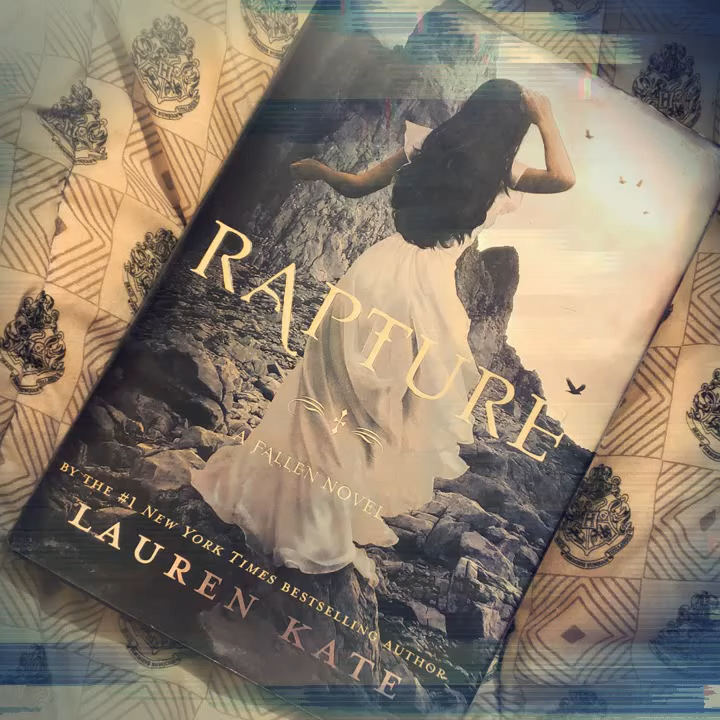 RAPTURE
A FALLEN NOVEL
BY THE #1 NEW YORK TIMES BESTSELLING AUTHOR
LAUREN KATE